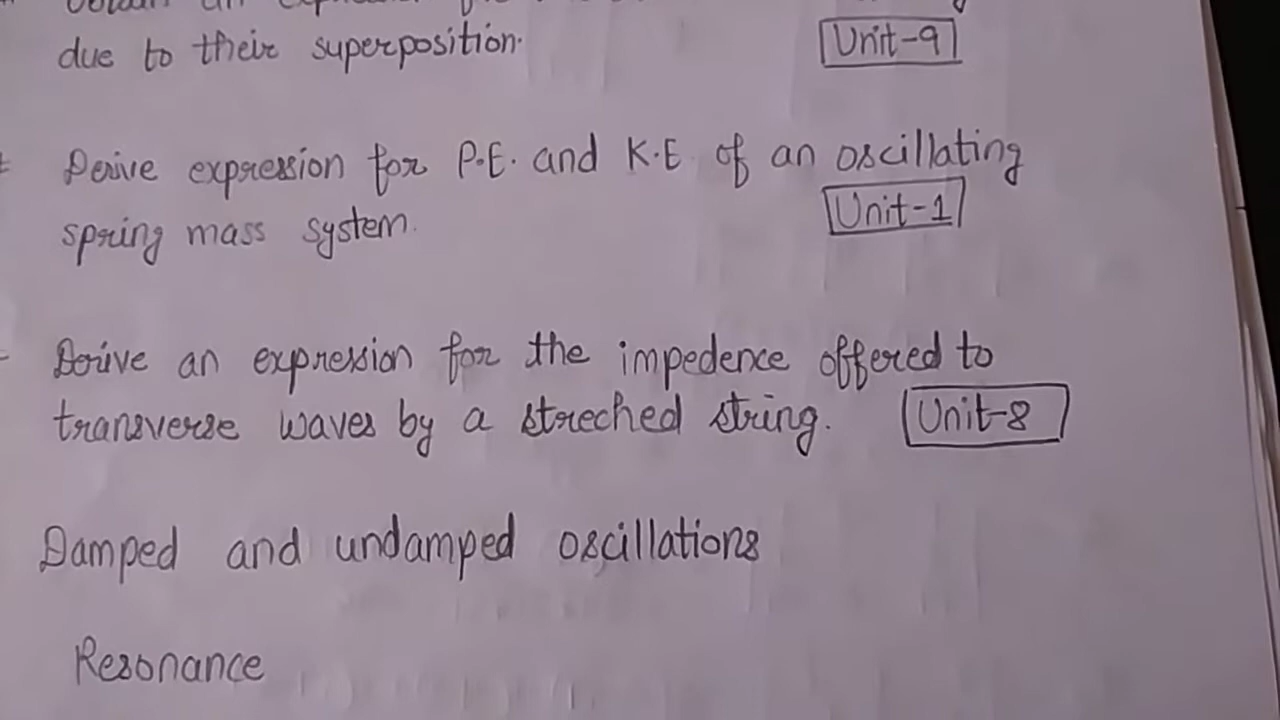 due to their superposition.
Unit-9
Derive expression for P.E. and K.E. of an oscillating
spring mass system.
Unit-1
Derive an expression for the impedence offered to
transverse waves by a streched string.
Unit-8
Damped and undamped oscillations
Resonance